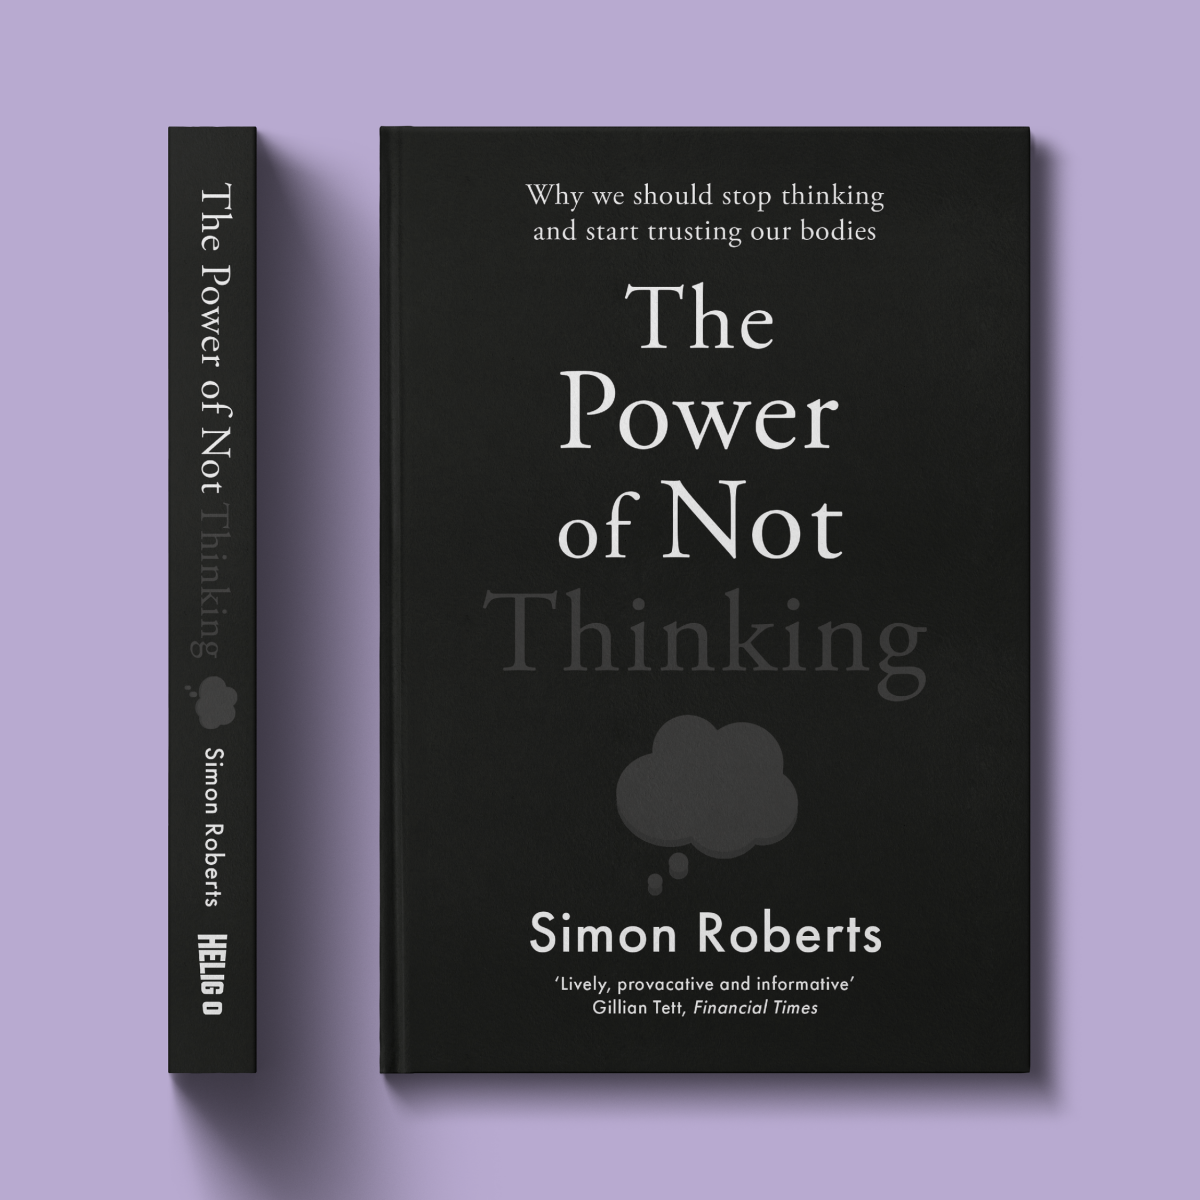 The Power of Not Thinking
Simon Roberts
HELIGO
Why we should stop thinking
and start trusting our bodies
The
Power
of Not
Thinking
Simon Roberts
‘Lively, provacative and informative’
Gillian Tett, Financial Times